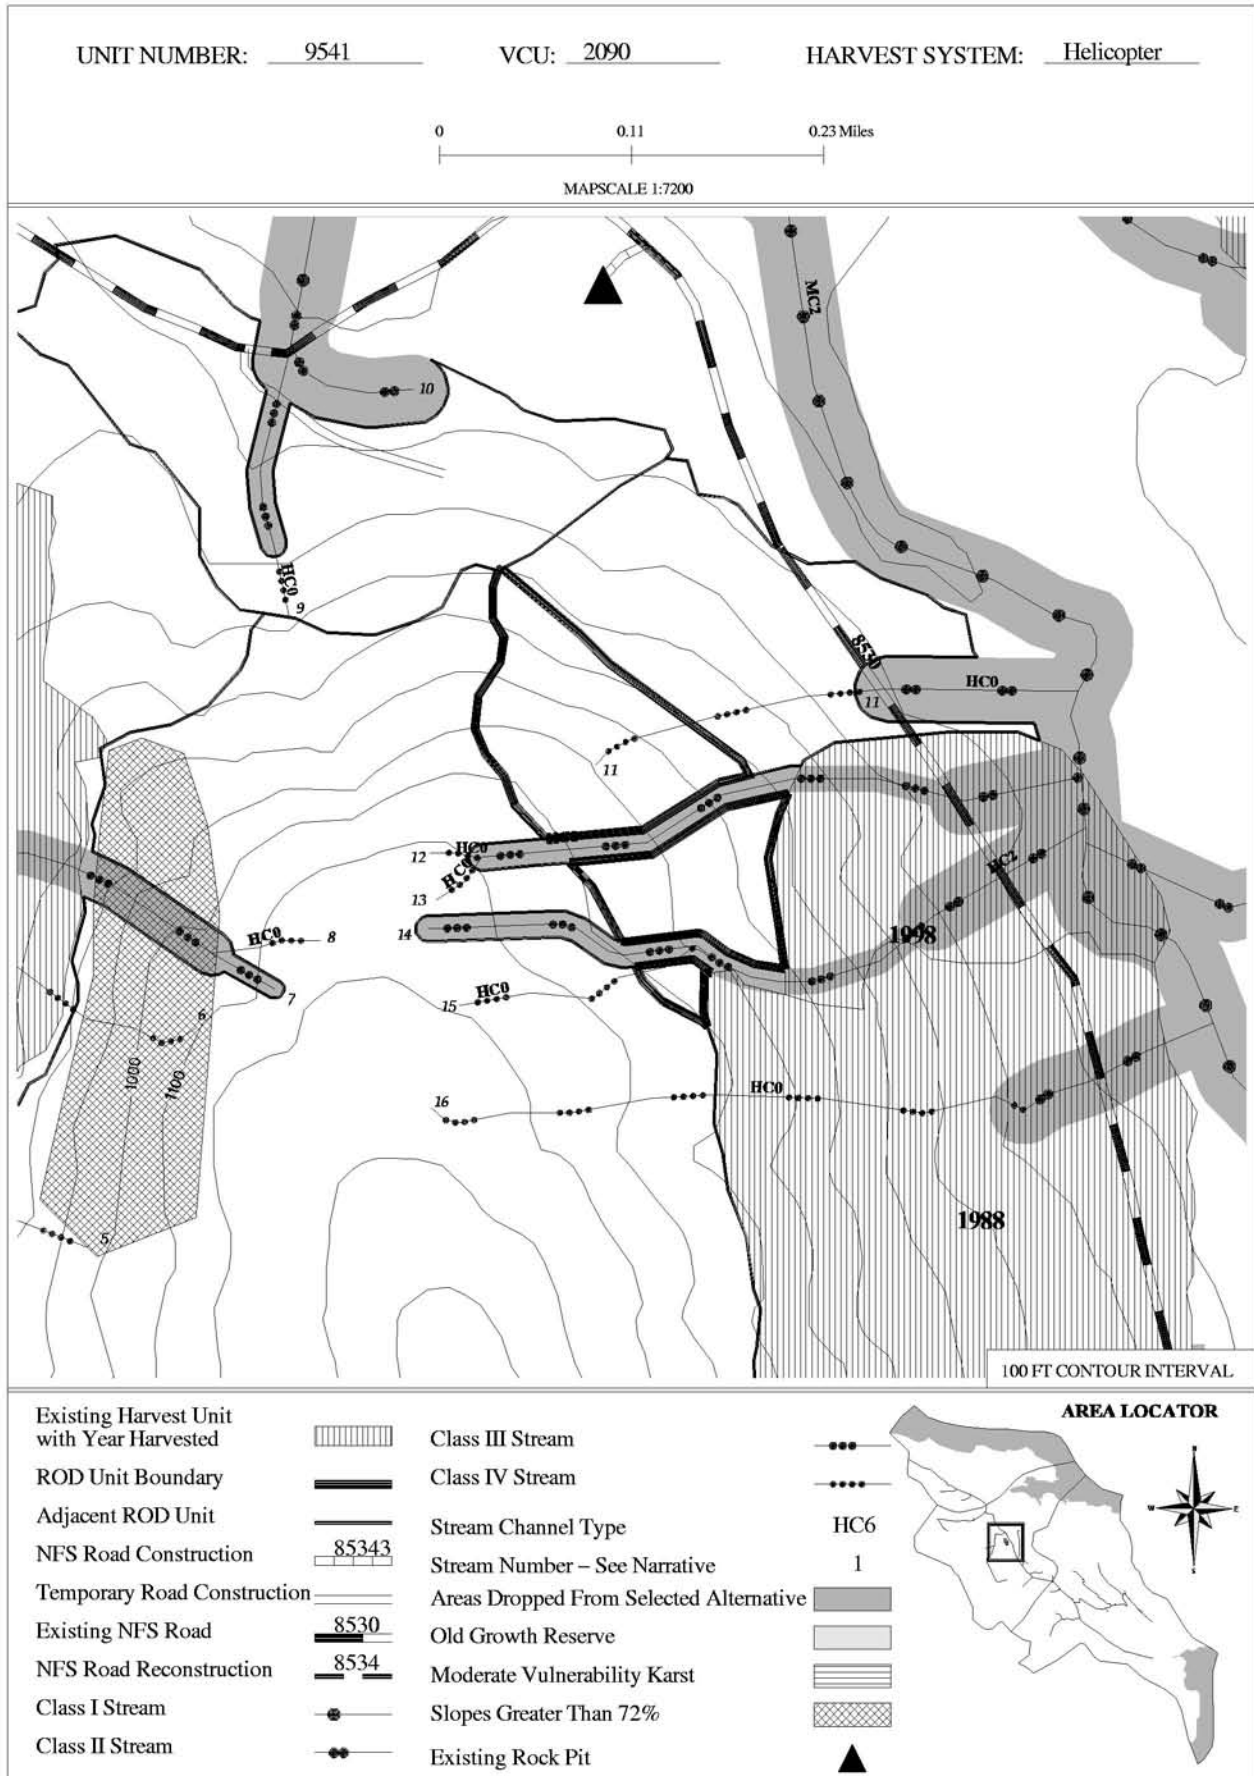 UNIT NUMBER: 9541 VCU: 2090 HARVEST SYSTEM: Helicopter
0 0.11 0.23 Miles
MAPSCALE 1:7200
MC2
10
HC0
9
8530
HC0
11
11
12
HC0
HC0
13
HC2
14
1998
HC0
8
7
HC0
15
6
1000
1100
16
HC0
5
1988
100 FT CONTOUR INTERVAL
Existing Harvest Unit
with Year Harvested
ROD Unit Boundary
Adjacent ROD Unit
NFS Road Construction 85343
Temporary Road Construction
Existing NFS Road 8530
NFS Road Reconstruction 8534
Class I Stream
Class II Stream
Class III Stream
Class IV Stream
Stream Channel Type HC6
Stream Number – See Narrative 1
Areas Dropped From Selected Alternative
Old Growth Reserve
Moderate Vulnerability Karst
Slopes Greater Than 72%
Existing Rock Pit
AREA LOCATOR
N
W
E
S